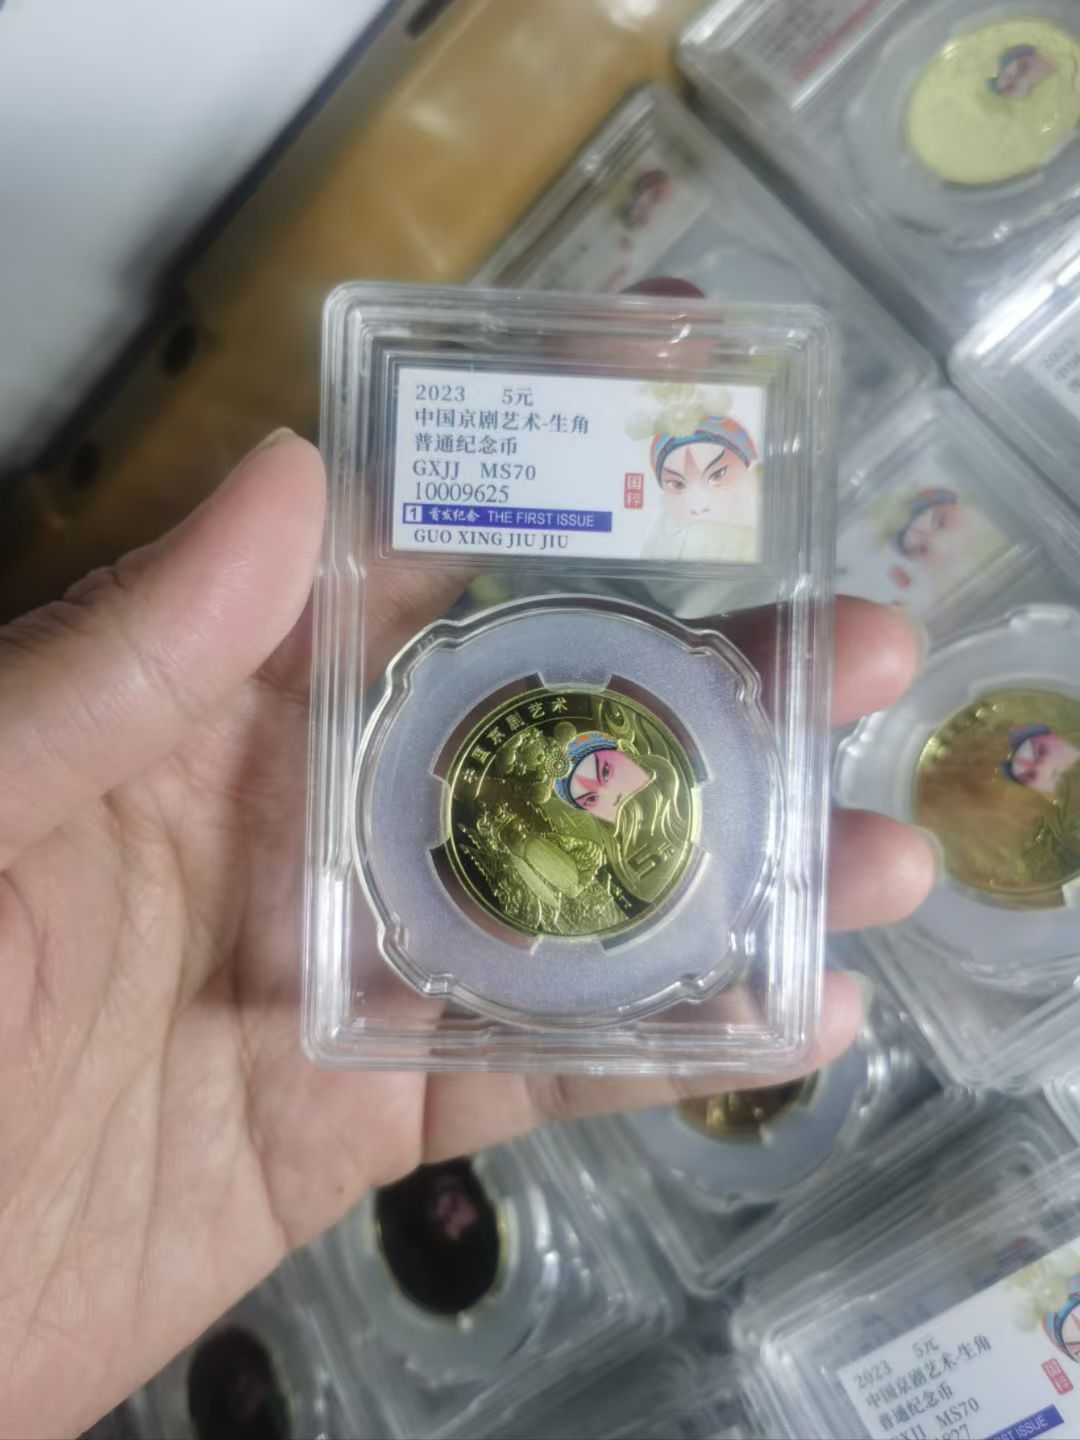 2023 5元
中国京剧艺术-生角
普通纪念币
GXJJ MS70
10009625
1 首发纪念 THE FIRST ISSUE
GUO XING JIU JIU
国粹
中国京剧艺术
5元
2023 5元
中国京剧艺术-生角
普通纪念币
GXJJ MS70
国粹